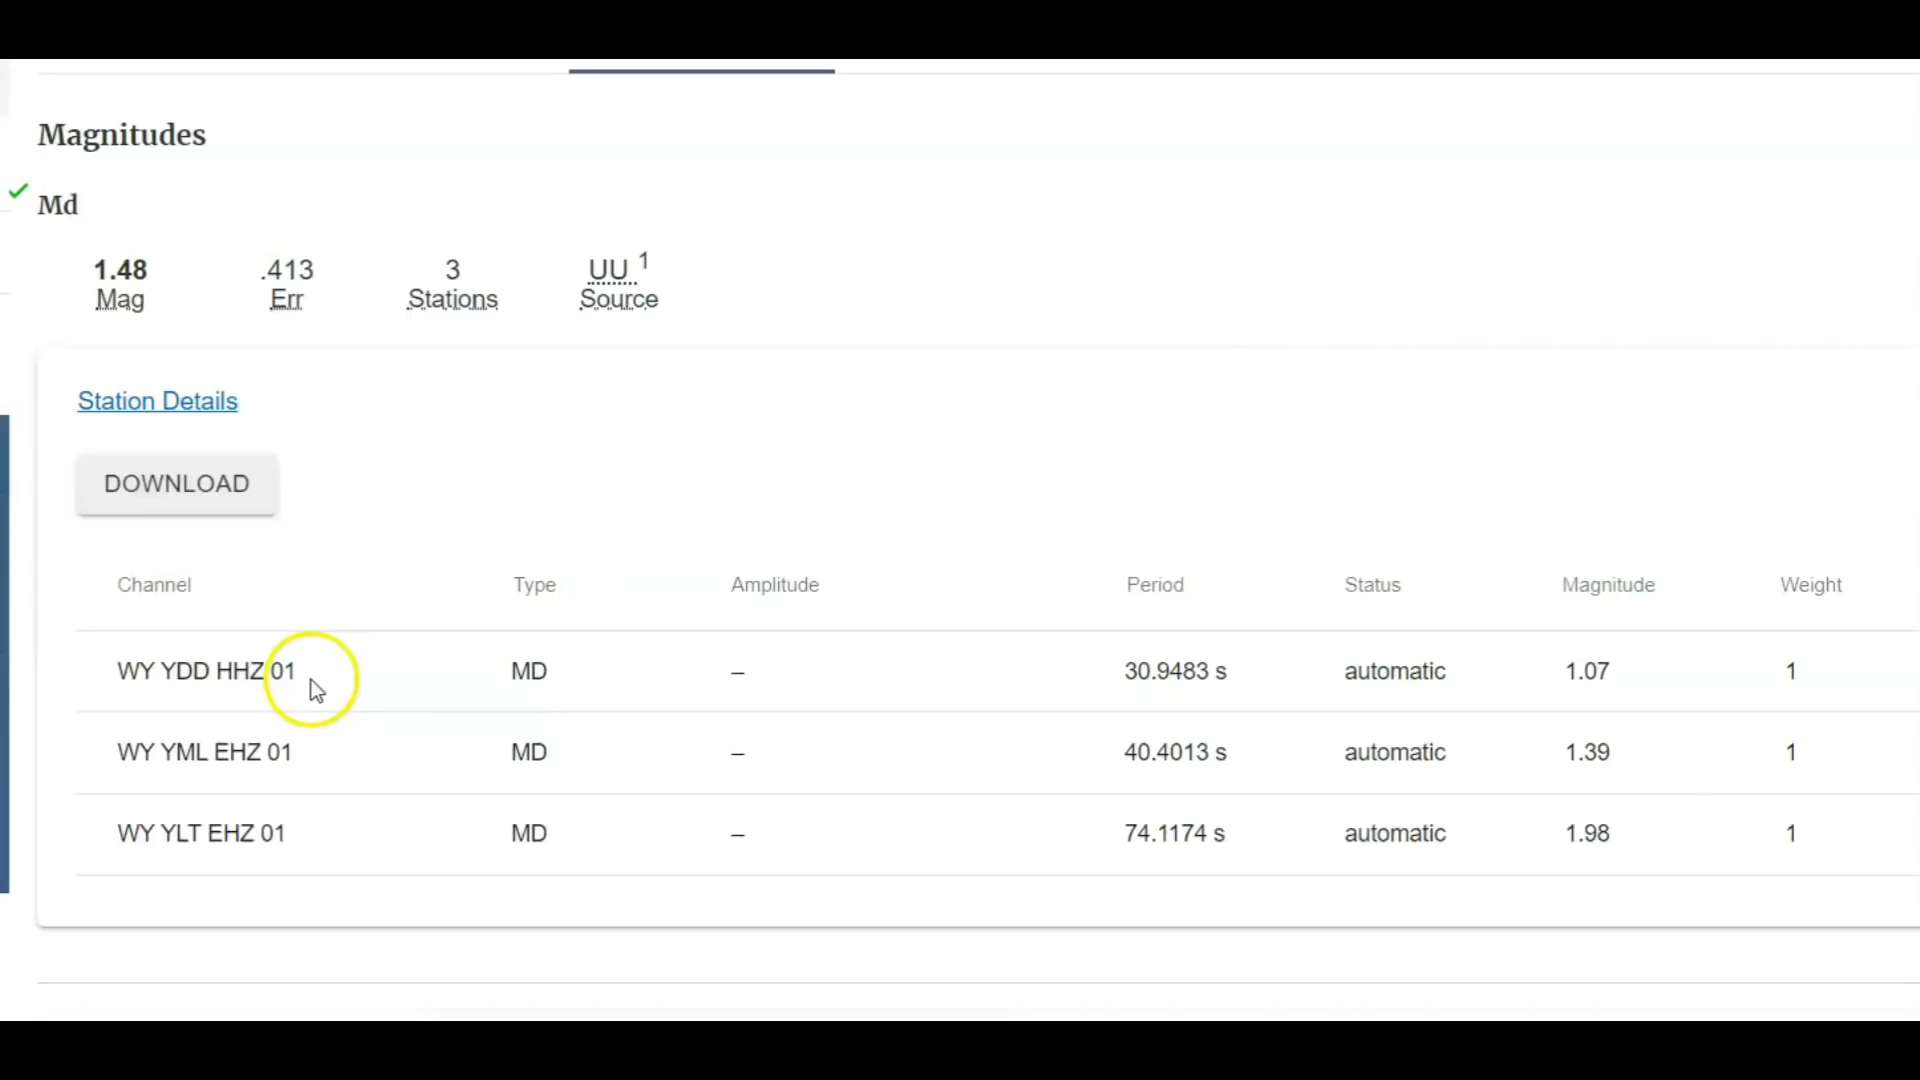 Magnitudes
Md
1.48 .413 3 UU 1
Mag Err Stations Source
Station Details
DOWNLOAD
Channel Type Amplitude Period Status Magnitude Weight
WY YDD HHZ 01 MD – 30.9483 s automatic 1.07 1
WY YML EHZ 01 MD – 40.4013 s automatic 1.39 1
WY YLT EHZ 01 MD – 74.1174 s automatic 1.98 1